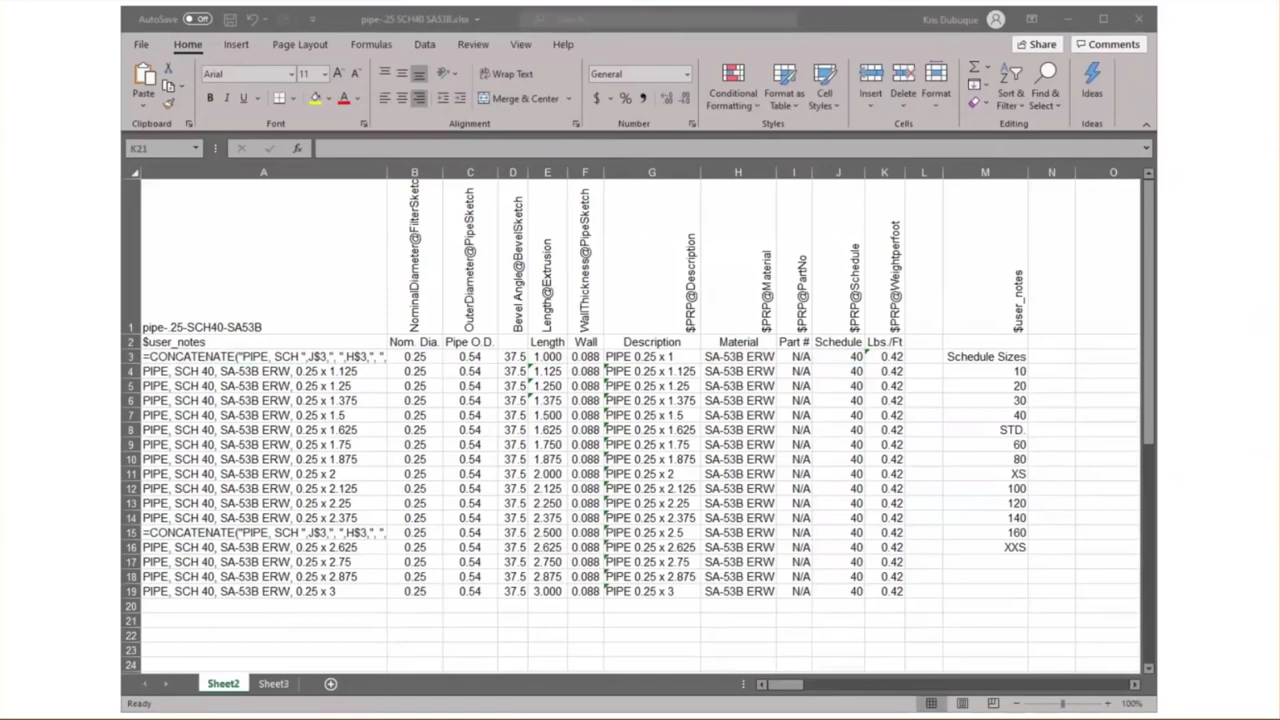 AutoSave Off pipe-.25 SCH40 SA53B.xlsx Kris Dubuque
File Home Insert Page Layout Formulas Data Review View Help Share Comments
Arial 11 Wrap Text General
Paste Merge & Center Conditional Formatting Format as Table Cell Styles Insert Delete Format Sort & Filter Find & Select Ideas
Clipboard Font Alignment Number Styles Cells Editing Ideas
K21 fx
A B C D E F G H I J K L M N O
1 pipe-.25-SCH40-SA53B NominalDiameter@FilterSketc OuterDiameter@PipeSketch Bevel Angle@BevelSketch Length@Extrusion WallThickness@PipeSketch $PRP@Description $PRP@Material $PRP@PartNo $PRP@Schedule $PRP@Weightperfoot $user_notes
2 $user_notes Nom. Dia. Pipe O.D. Length Wall Description Material Part # Schedule Lbs./Ft
3 =CONCATENATE("PIPE, SCH ",J$3,", ",H$3,", ", 0.25 0.54 37.5 1.000 0.088 PIPE 0.25 x 1 SA-53B ERW N/A 40 0.42 Schedule Sizes
4 PIPE, SCH 40, SA-53B ERW, 0.25 x 1.125 0.25 0.54 37.5 1.125 0.088 PIPE 0.25 x 1.125 SA-53B ERW N/A 40 0.42 10
5 PIPE, SCH 40, SA-53B ERW, 0.25 x 1.25 0.25 0.54 37.5 1.250 0.088 PIPE 0.25 x 1.25 SA-53B ERW N/A 40 0.42 20
6 PIPE, SCH 40, SA-53B ERW, 0.25 x 1.375 0.25 0.54 37.5 1.375 0.088 PIPE 0.25 x 1.375 SA-53B ERW N/A 40 0.42 30
7 PIPE, SCH 40, SA-53B ERW, 0.25 x 1.5 0.25 0.54 37.5 1.500 0.088 PIPE 0.25 x 1.5 SA-53B ERW N/A 40 0.42 40
8 PIPE, SCH 40, SA-53B ERW, 0.25 x 1.625 0.25 0.54 37.5 1.625 0.088 PIPE 0.25 x 1.625 SA-53B ERW N/A 40 0.42 STD.
9 PIPE, SCH 40, SA-53B ERW, 0.25 x 1.75 0.25 0.54 37.5 1.750 0.088 PIPE 0.25 x 1.75 SA-53B ERW N/A 40 0.42 60
10 PIPE, SCH 40, SA-53B ERW, 0.25 x 1.875 0.25 0.54 37.5 1.875 0.088 PIPE 0.25 x 1.875 SA-53B ERW N/A 40 0.42 80
11 PIPE, SCH 40, SA-53B ERW, 0.25 x 2 0.25 0.54 37.5 2.000 0.088 PIPE 0.25 x 2 SA-53B ERW N/A 40 0.42 XS
12 PIPE, SCH 40, SA-53B ERW, 0.25 x 2.125 0.25 0.54 37.5 2.125 0.088 PIPE 0.25 x 2.125 SA-53B ERW N/A 40 0.42 100
13 PIPE, SCH 40, SA-53B ERW, 0.25 x 2.25 0.25 0.54 37.5 2.250 0.088 PIPE 0.25 x 2.25 SA-53B ERW N/A 40 0.42 120
14 PIPE, SCH 40, SA-53B ERW, 0.25 x 2.375 0.25 0.54 37.5 2.375 0.088 PIPE 0.25 x 2.375 SA-53B ERW N/A 40 0.42 140
15 =CONCATENATE("PIPE, SCH ",J$3,", ",H$3,", ", 0.25 0.54 37.5 2.500 0.088 PIPE 0.25 x 2.5 SA-53B ERW N/A 40 0.42 160
16 PIPE, SCH 40, SA-53B ERW, 0.25 x 2.625 0.25 0.54 37.5 2.625 0.088 PIPE 0.25 x 2.625 SA-53B ERW N/A 40 0.42 XXS
17 PIPE, SCH 40, SA-53B ERW, 0.25 x 2.75 0.25 0.54 37.5 2.750 0.088 PIPE 0.25 x 2.75 SA-53B ERW N/A 40 0.42
18 PIPE, SCH 40, SA-53B ERW, 0.25 x 2.875 0.25 0.54 37.5 2.875 0.088 PIPE 0.25 x 2.875 SA-53B ERW N/A 40 0.42
19 PIPE, SCH 40, SA-53B ERW, 0.25 x 3 0.25 0.54 37.5 3.000 0.088 PIPE 0.25 x 3 SA-53B ERW N/A 40 0.42
20
21
22
23
24
Sheet2 Sheet3
Ready 100%